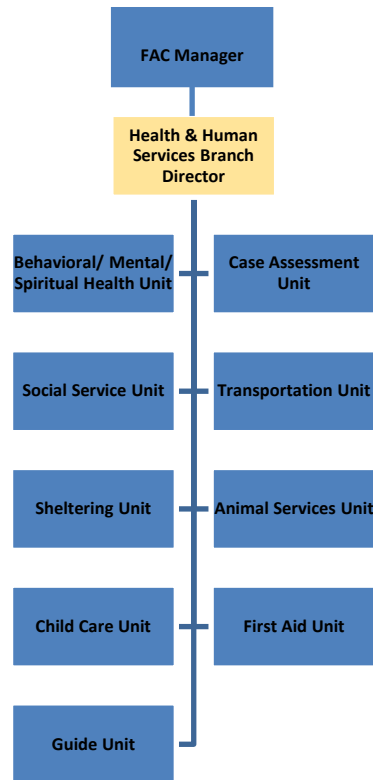 FAC Manager
Health & Human
Services Branch
Director
Behavioral/ Mental/
Spiritual Health Unit
Case Assessment
Unit
Social Service Unit
Transportation Unit
Sheltering Unit
Animal Services Unit
Child Care Unit
First Aid Unit
Guide Unit